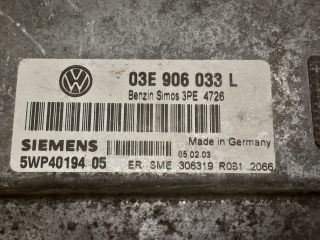 03E 906 033 L
Benzin Simos 3PE 4726
SIEMENS
Made in Germany
05.02.03
5WP40194 05
ER SME 306319 R081 2066